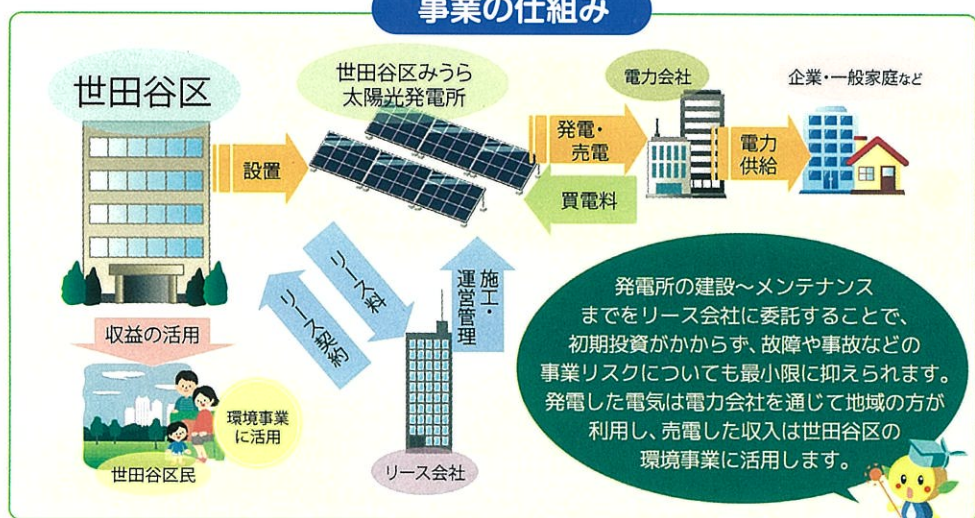 事業の仕組み
世田谷区
世田谷区みうら
太陽光発電所
電力会社
企業・一般家庭など
設置
発電・
売電
電力
供給
買電料
リース契約
リース料
施工・
運営管理
収益の活用
環境事業
に活用
世田谷区民
リース会社
発電所の建設～メンテナンス
までをリース会社に委託することで、
初期投資がかからず、故障や事故などの
事業リスクについても最小限に抑えられます。
発電した電気は電力会社を通じて地域の方が
利用し、売電した収入は世田谷区の
環境事業に活用します。